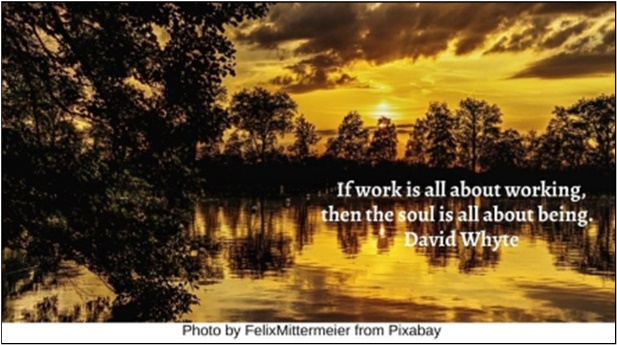 If work is all about working,
then the soul is all about being.
David Whyte
Photo by FelixMittermeier from Pixabay